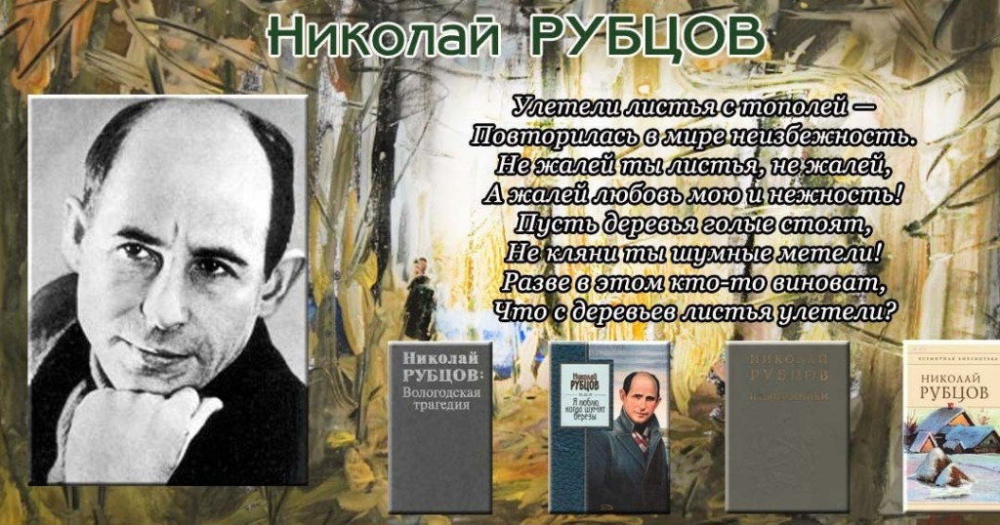 Николай РУБЦОВ
Улетели листья с тополей —
Повторилась в мире неизбежность.
Не жалей ты листья, не жалей,
А жалей любовь мою и нежность!
Пусть деревья голые стоят,
Не кляни ты шумные метели!
Разве в этом кто-то виноват,
Что с деревьев листья улетели?
Николай
РУБЦОВ:
Вологодская
трагедия
Николай
РУБЦОВ
Я люблю,
когда шумят
березы
НИКОЛАЙ
РУБЦОВ
ВСЕМИРНАЯ БИБЛИОТЕКА
НИКОЛАЙ
РУБЦОВ